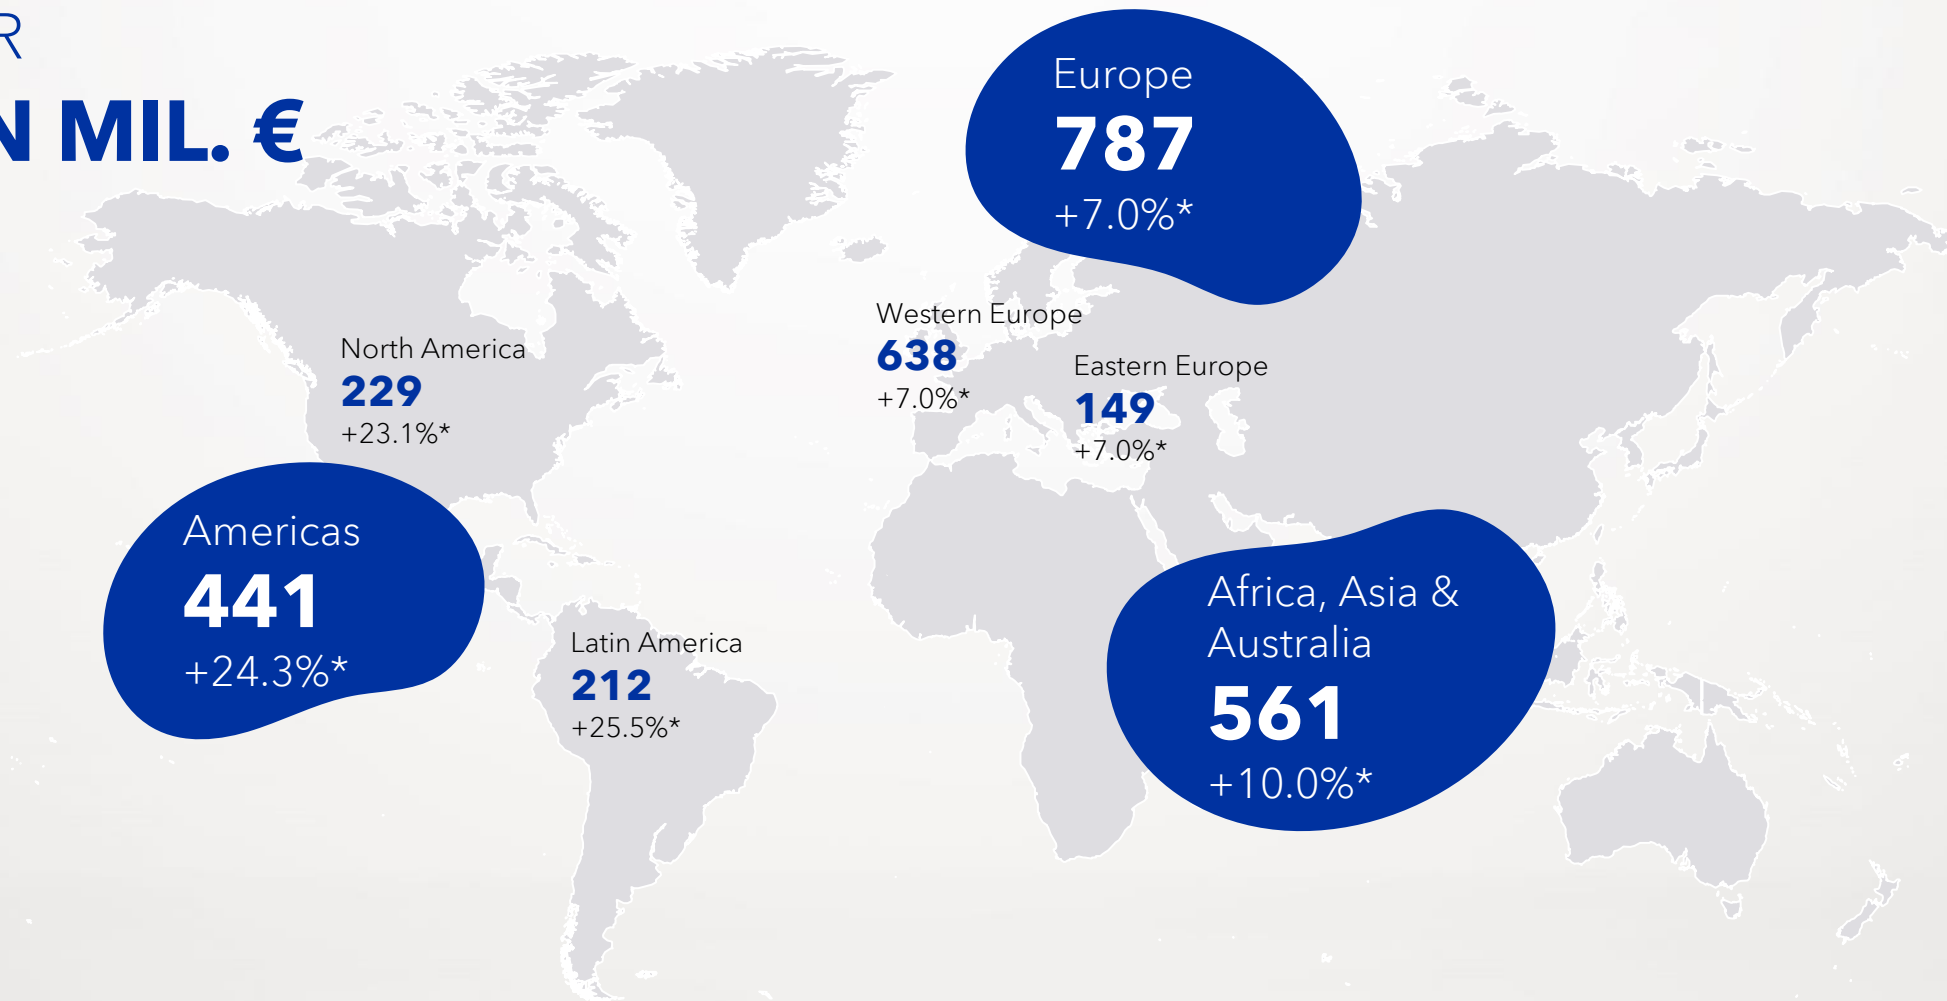 R
N MIL. €
Europe
787
+7.0%*
Western Europe
638
+7.0%*
Eastern Europe
149
+7.0%*
North America
229
+23.1%*
Americas
441
+24.3%*
Latin America
212
+25.5%*
Africa, Asia &
Australia
561
+10.0%*